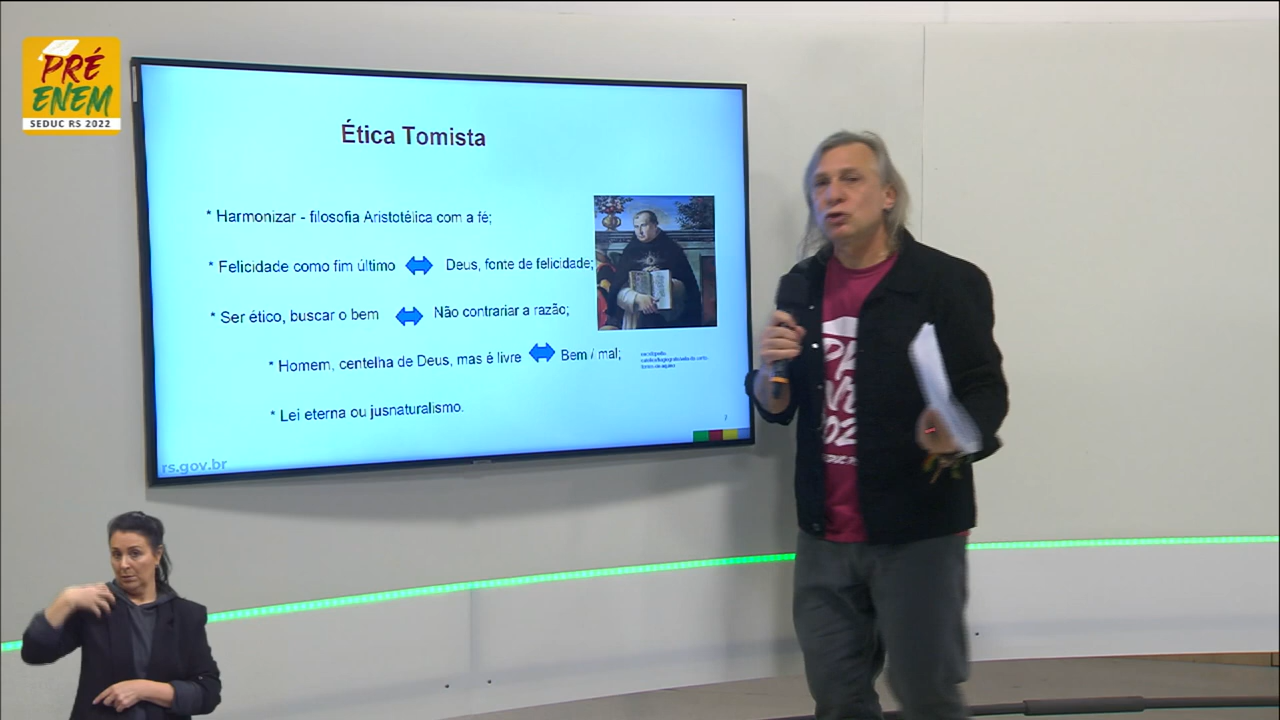 PRÉ
ENEM
SEDUC RS 2022
Ética Tomista
* Harmonizar - filosofia Aristotélica com a fé;
* Felicidade como fim último Deus, fonte de felicidade;
* Ser ético, buscar o bem Não contrariar a razão;
* Homem, centelha de Deus, mas é livre Bem / mal;
* Lei eterna ou jusnaturalismo.
7
rs.gov.br